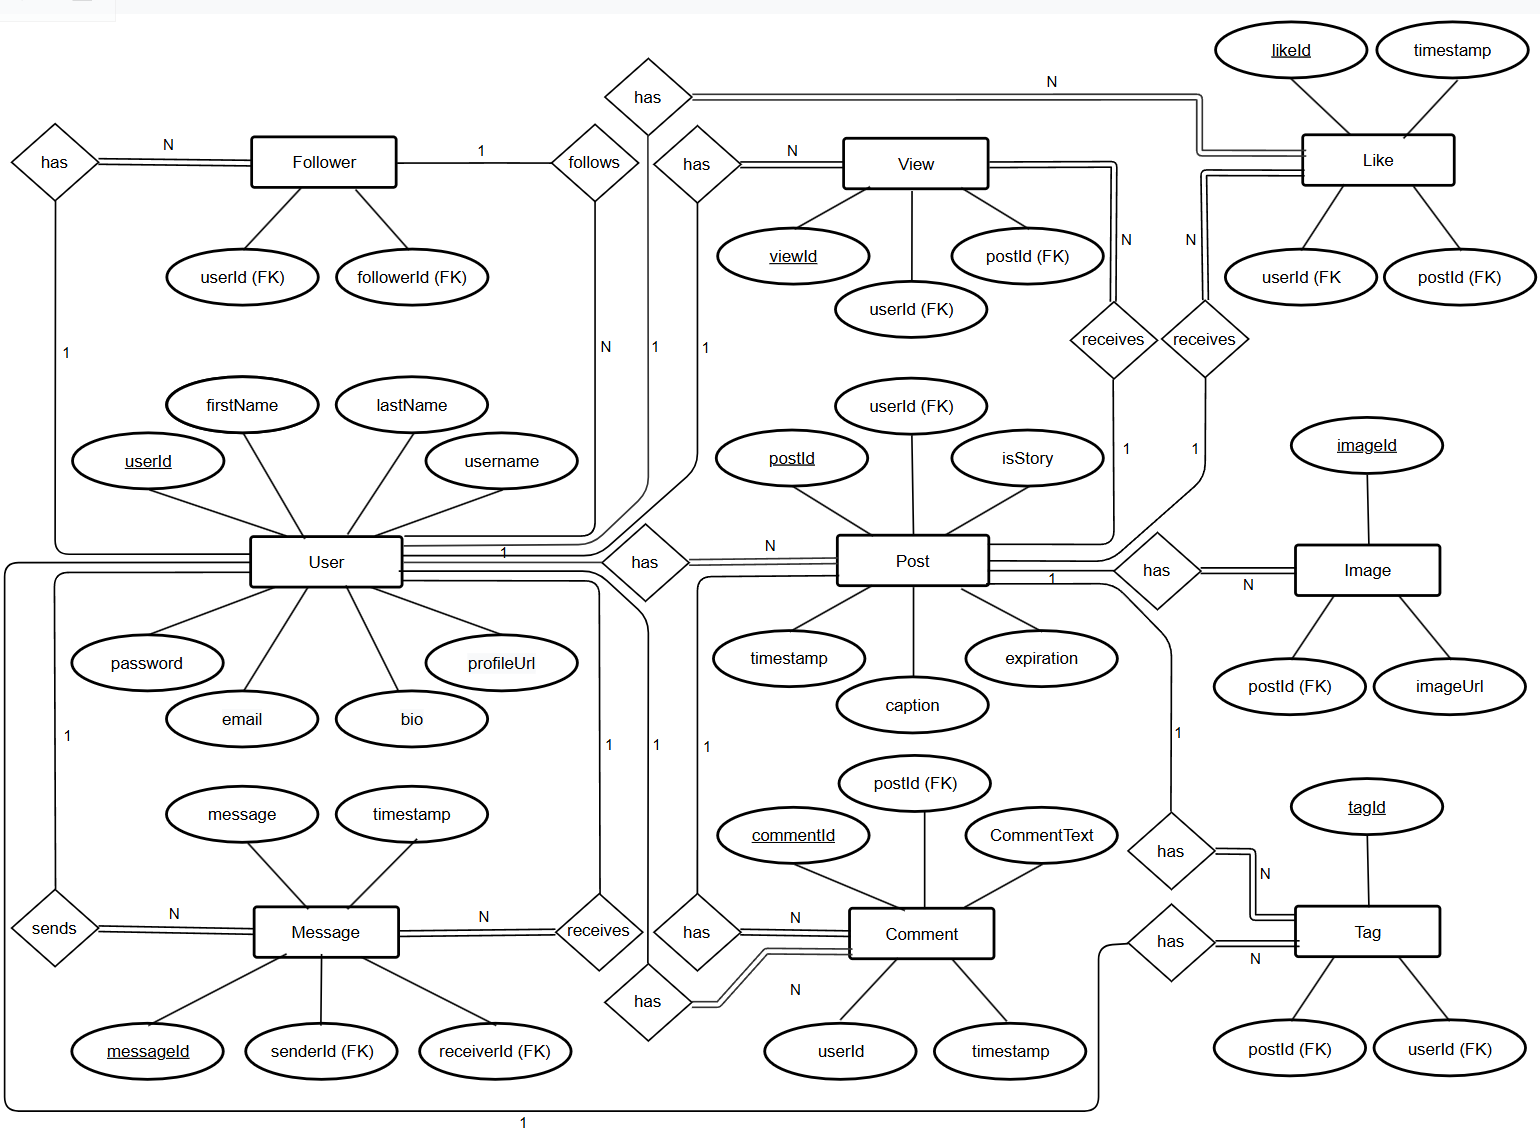 likeId
timestamp
has
N
N
has
Follower
1
follows
has
N
View
Like
userId (FK)
followerId (FK)
viewId
userId (FK)
postId (FK)
N
N
userId (FK
postId (FK)
receives
receives
1
N
1
1
firstName
lastName
userId
username
userId (FK)
postId
isStory
1
1
imageId
User
1
has
N
Post
1
has
N
Image
password
profileUrl
email
bio
timestamp
expiration
caption
postId (FK)
imageUrl
1
1
1
1
1
message
timestamp
postId (FK)
commentId
CommentText
tagId
has
N
sends
N
Message
N
receives
has
N
Comment
has
N
Tag
has
N
messageId
senderId (FK)
receiverId (FK)
userId
timestamp
postId (FK)
userId (FK)
1